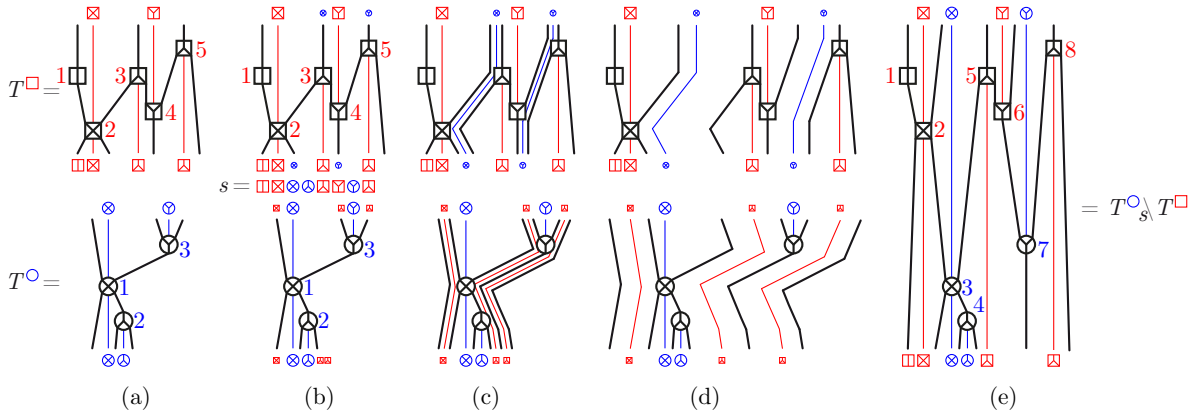 1 2 3 4 5
1 2 3 4 5
1 2 5 6 8
T□ =
s =
= T○ s\ T□
7
T○ =
1 2 3
1 2 3
3 4
(a) (b) (c) (d) (e)